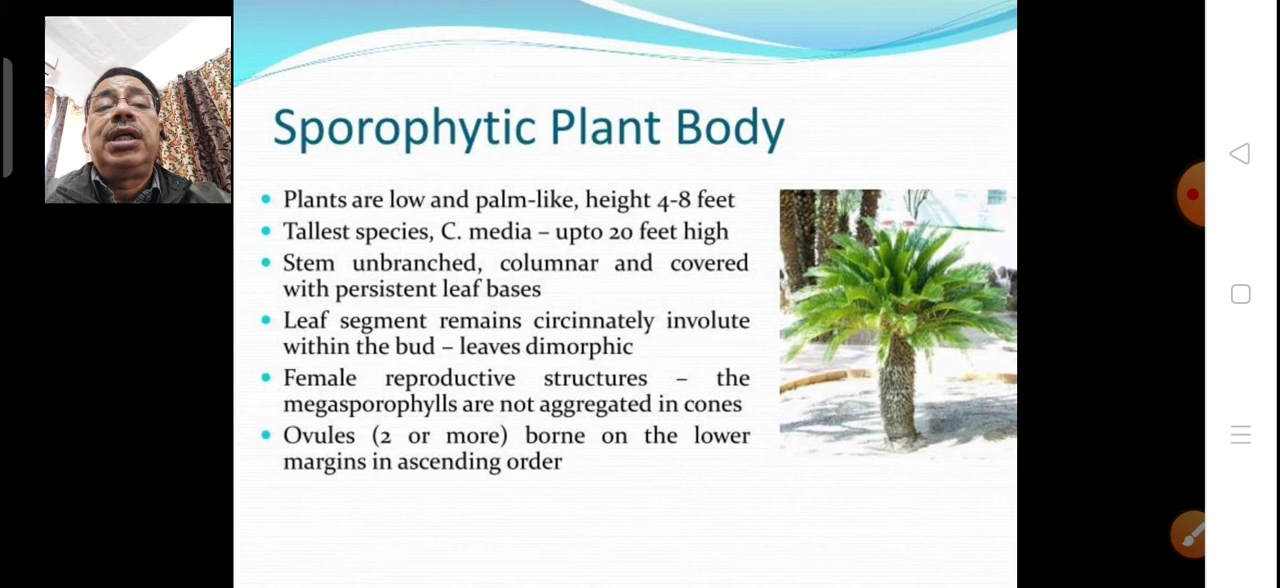 Sporophytic Plant Body
Plants are low and palm-like, height 4-8 feet
Tallest species, C. media – upto 20 feet high
Stem unbranched, columnar and covered
with persistent leaf bases
Leaf segment remains circinnately involute
within the bud – leaves dimorphic
Female reproductive structures – the
megasporophylls are not aggregated in cones
Ovules (2 or more) borne on the lower
margins in ascending order